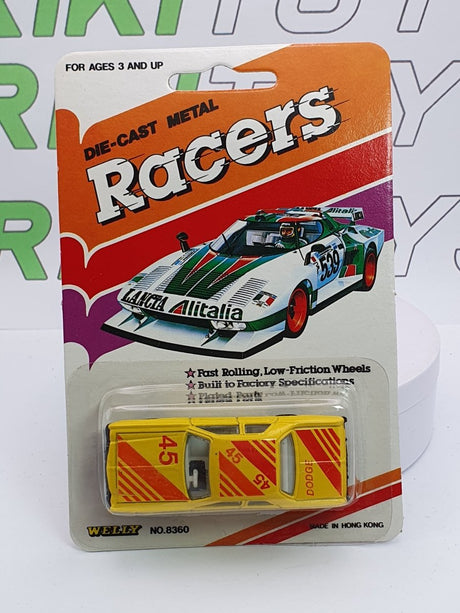 FOR AGES 3 AND UP
DIE-CAST METAL
Racers
Alitalia
539
LANCIA Alitalia
☆ Fast Rolling, Low-Friction Wheels
☆ Built to Factory Specifications
☆ Plated Parts
45
45
45
DODGE
WELLY NO.8360
MADE IN HONG KONG